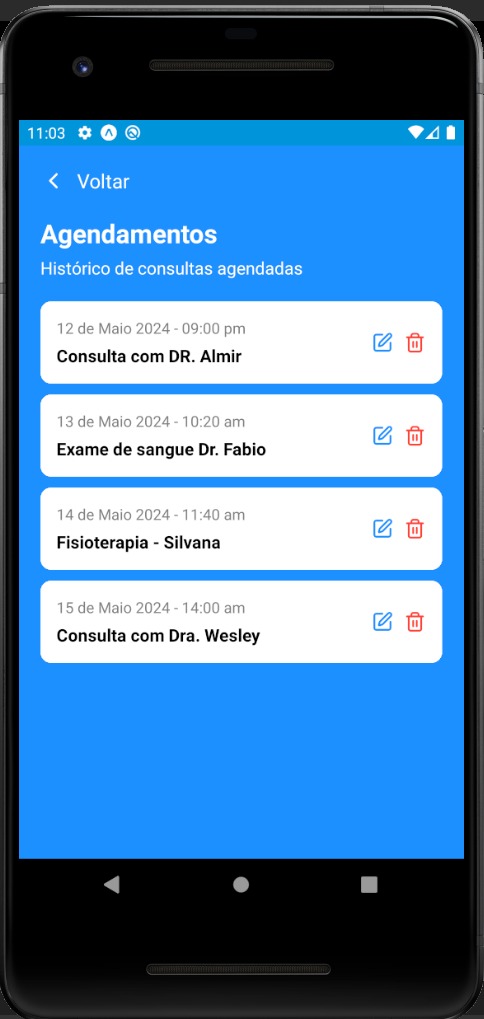 11:03
Voltar
Agendamentos
Histórico de consultas agendadas
12 de Maio 2024 - 09:00 pm
Consulta com DR. Almir
13 de Maio 2024 - 10:20 am
Exame de sangue Dr. Fabio
14 de Maio 2024 - 11:40 am
Fisioterapia - Silvana
15 de Maio 2024 - 14:00 am
Consulta com Dra. Wesley